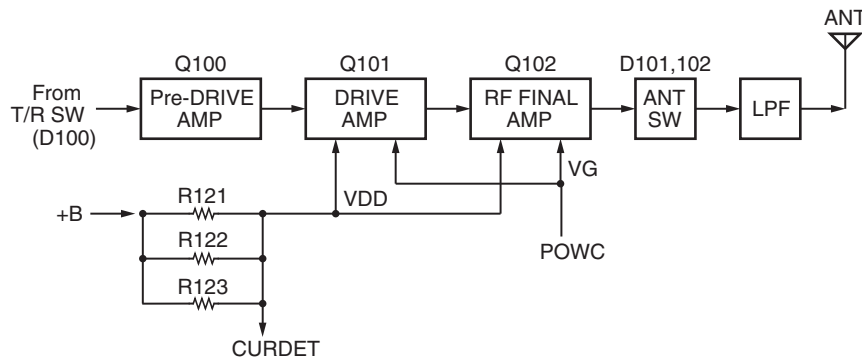 ANT
Q100
Q101
Q102
D101,102
From
T/R SW
(D100)
Pre-DRIVE
AMP
DRIVE
AMP
RF FINAL
AMP
ANT
SW
LPF
VG
+B
R121
VDD
R122
POWC
R123
CURDET